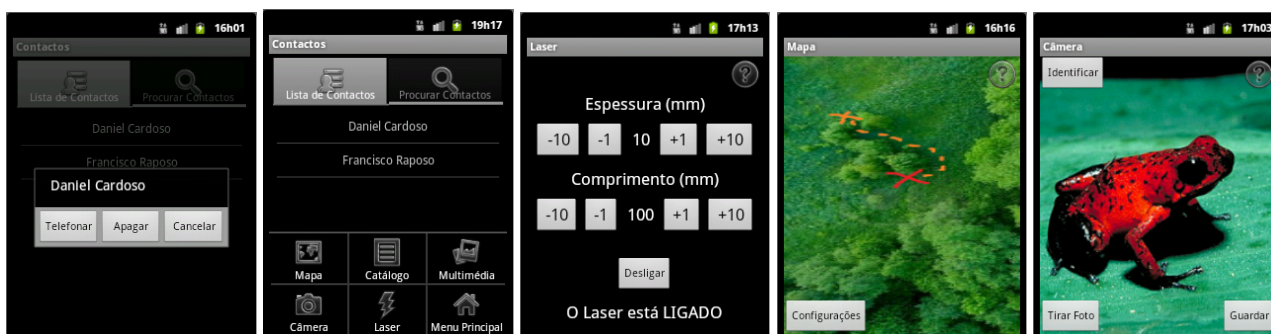 16h01
Contactos
Lista de Contactos
Procurar Contactos
Daniel Cardoso
Francisco Raposo
Daniel Cardoso
Telefonar
Apagar
Cancelar
19h17
Contactos
Lista de Contactos
Procurar Contactos
Daniel Cardoso
Francisco Raposo
Mapa
Catálogo
Multimédia
Câmera
Laser
Menu Principal
17h13
Laser
?
Espessura (mm)
-10 -1 10 +1 +10
Comprimento (mm)
-10 -1 100 +1 +10
Desligar
O Laser está LIGADO
16h16
Mapa
?
Configurações
17h03
Câmera
Identificar
?
Tirar Foto
Guardar